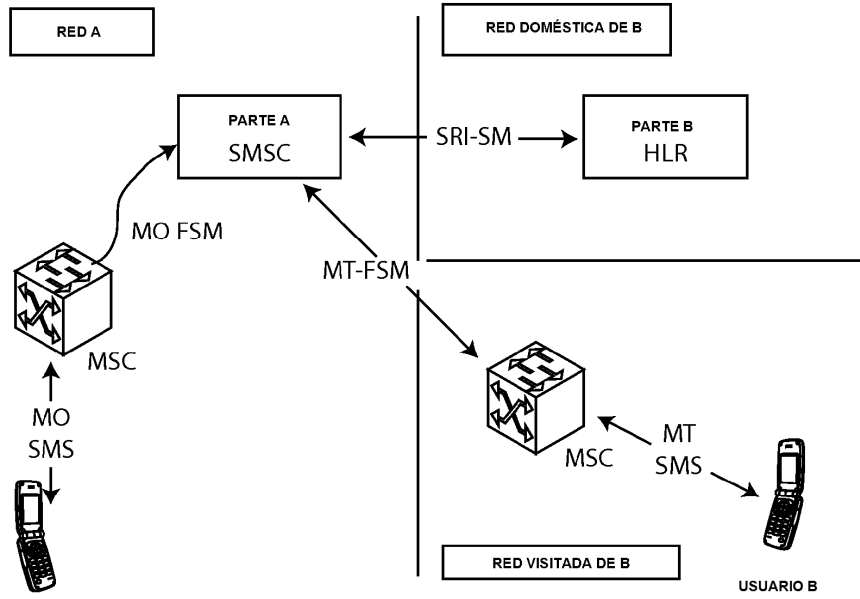 RED A
RED DOMÉSTICA DE B
PARTE A
SMSC
SRI-SM
PARTE B
HLR
MO FSM
MT-FSM
MSC
MO
SMS
MSC
MT
SMS
RED VISITADA DE B
USUARIO B